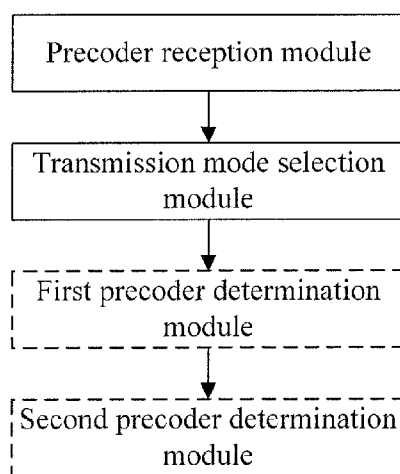 Precoder reception module
Transmission mode selection
module
First precoder determination
module
Second precoder determination
module